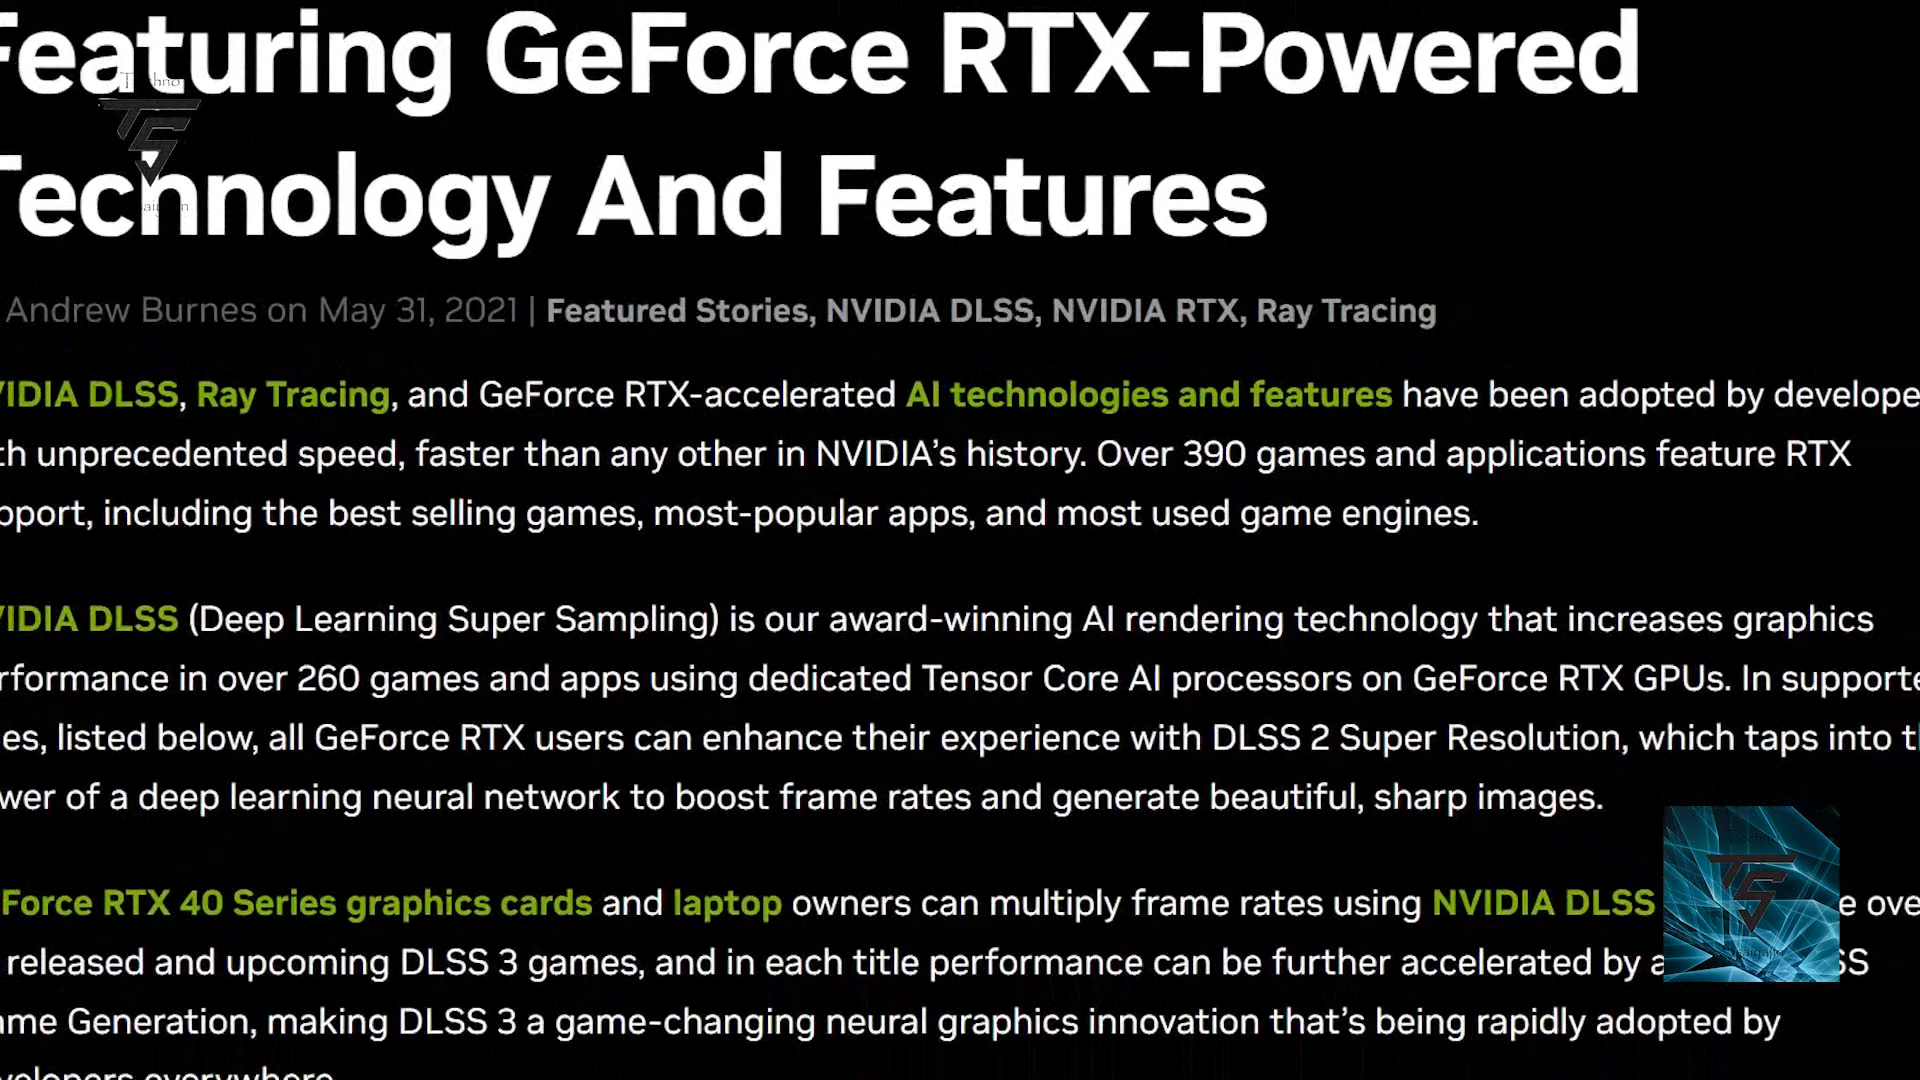 Featuring GeForce RTX-Powered
Technology And Features
Techno
Andrew Burnes on May 31, 2021 | Featured Stories, NVIDIA DLSS, NVIDIA RTX, Ray Tracing
VIDIA DLSS, Ray Tracing, and GeForce RTX-accelerated AI technologies and features have been adopted by develope
th unprecedented speed, faster than any other in NVIDIA's history. Over 390 games and applications feature RTX
pport, including the best selling games, most-popular apps, and most used game engines.
VIDIA DLSS (Deep Learning Super Sampling) is our award-winning AI rendering technology that increases graphics
rformance in over 260 games and apps using dedicated Tensor Core AI processors on GeForce RTX GPUs. In supporte
es, listed below, all GeForce RTX users can enhance their experience with DLSS 2 Super Resolution, which taps into t
wer of a deep learning neural network to boost frame rates and generate beautiful, sharp images.
Force RTX 40 Series graphics cards and laptop owners can multiply frame rates using NVIDIA DLSS e ove
released and upcoming DLSS 3 games, and in each title performance can be further accelerated by a SS
ame Generation, making DLSS 3 a game-changing neural graphics innovation that's being rapidly adopted by
velopers everywhere